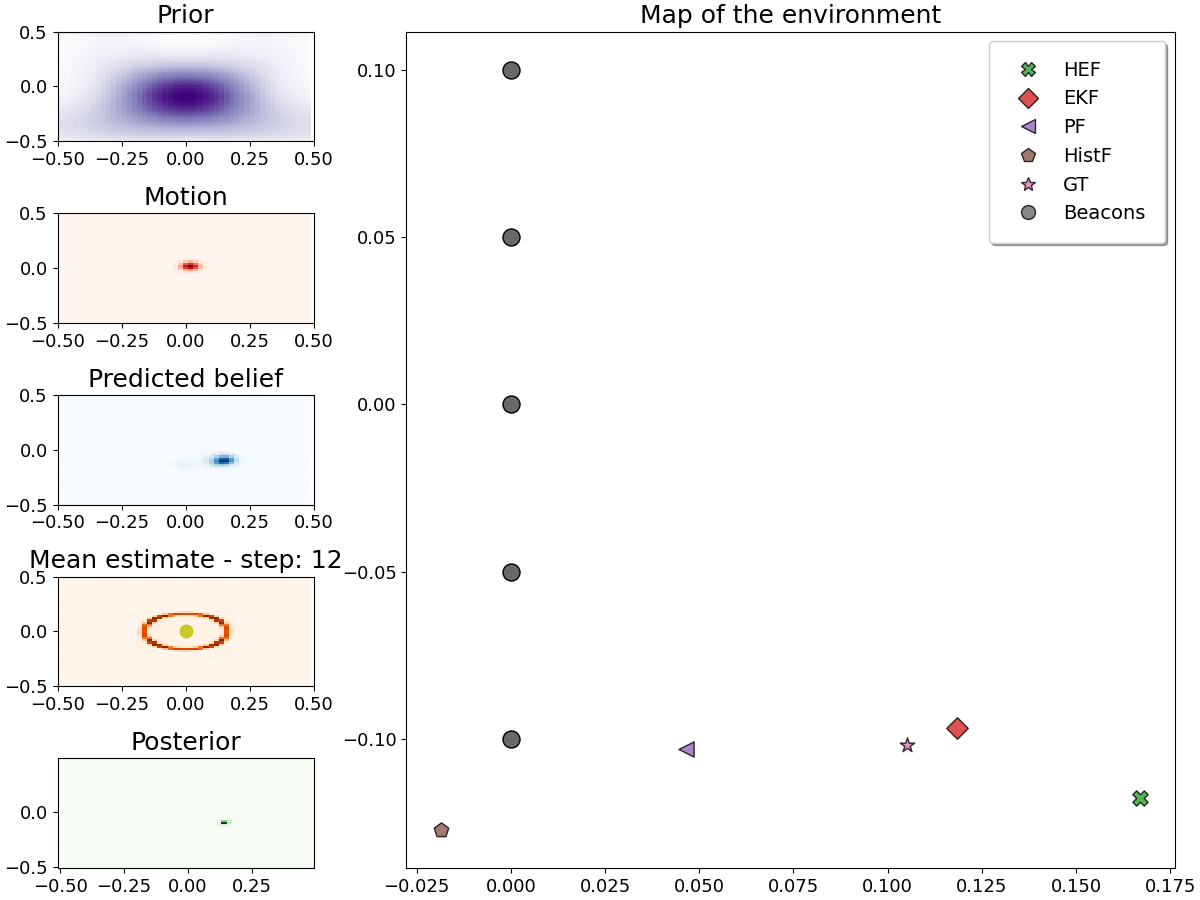 Prior
0.5
0.0
−0.5
−0.50 −0.25 0.00 0.25 0.50
Motion
0.5
0.0
−0.5
−0.50 −0.25 0.00 0.25 0.50
Predicted belief
0.5
0.0
−0.5
−0.50 −0.25 0.00 0.25 0.50
Mean estimate - step: 12
0.5
0.0
−0.5
−0.50 −0.25 0.00 0.25 0.50
Posterior
0.0
−0.5
−0.50 −0.25 0.00 0.25
Map of the environment
0.10
0.05
0.00
−0.05
−0.10
−0.025 0.000 0.025 0.050 0.075 0.100 0.125 0.150 0.175
HEF
EKF
PF
HistF
GT
Beacons